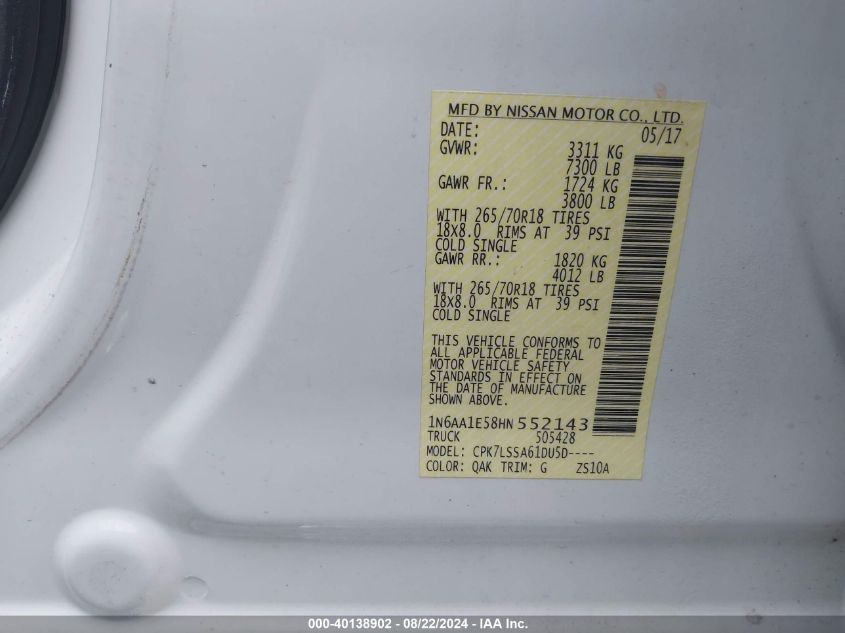 MFD BY NISSAN MOTOR CO., LTD.
DATE: 05/17
GVWR: 3311 KG
7300 LB
GAWR FR.: 1724 KG
3800 LB
WITH 265/70R18 TIRES
18x8.0 RIMS AT 39 PSI
COLD SINGLE
GAWR RR.: 1820 KG
4012 LB
WITH 265/70R18 TIRES
18x8.0 RIMS AT 39 PSI
COLD SINGLE
THIS VEHICLE CONFORMS TO
ALL APPLICABLE FEDERAL
MOTOR VEHICLE SAFETY
STANDARDS IN EFFECT ON
THE DATE OF MANUFACTURE
SHOWN ABOVE.
1N6AA1E58HN552143
TRUCK 505428
MODEL: CPK7LSSA61DU5D----
COLOR: QAK TRIM: G ZS10A
000-40138902 - 08/22/2024 - IAA Inc.